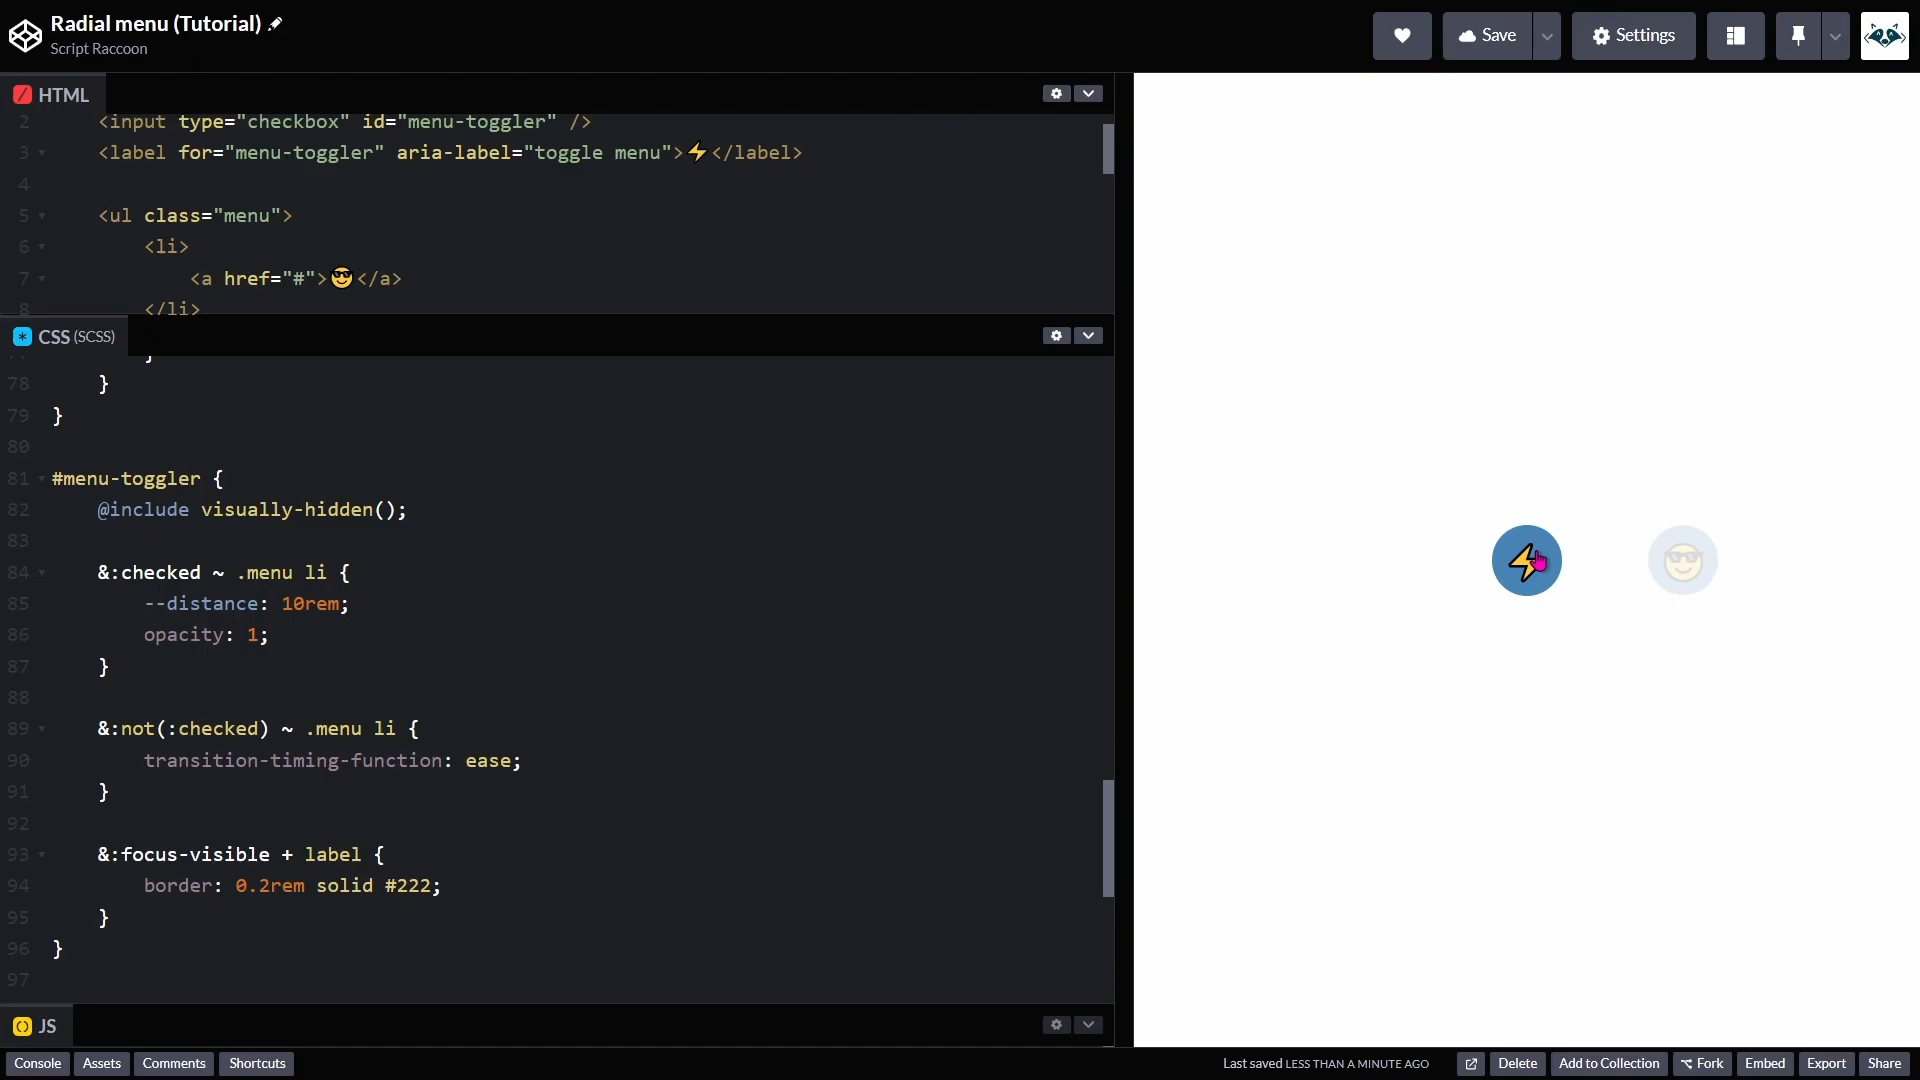 Radial menu (Tutorial)
Script Raccoon
Save
Settings
HTML
2 <input type="checkbox" id="menu-toggler" />
3 <label for="menu-toggler" aria-label="toggle menu">⚡</label>
4
5 <ul class="menu">
6 <li>
7 <a href="#">😎</a>
8 </li>
CSS (SCSS)
}
78 }
79 }
80
81 #menu-toggler {
82 @include visually-hidden();
83
84 &:checked ~ .menu li {
85 --distance: 10rem;
86 opacity: 1;
87 }
88
89 &:not(:checked) ~ .menu li {
90 transition-timing-function: ease;
91 }
92
93 &:focus-visible + label {
94 border: 0.2rem solid #222;
95 }
96 }
97
JS
Console Assets Comments Shortcuts
Last saved LESS THAN A MINUTE AGO
Delete Add to Collection Fork Embed Export Share